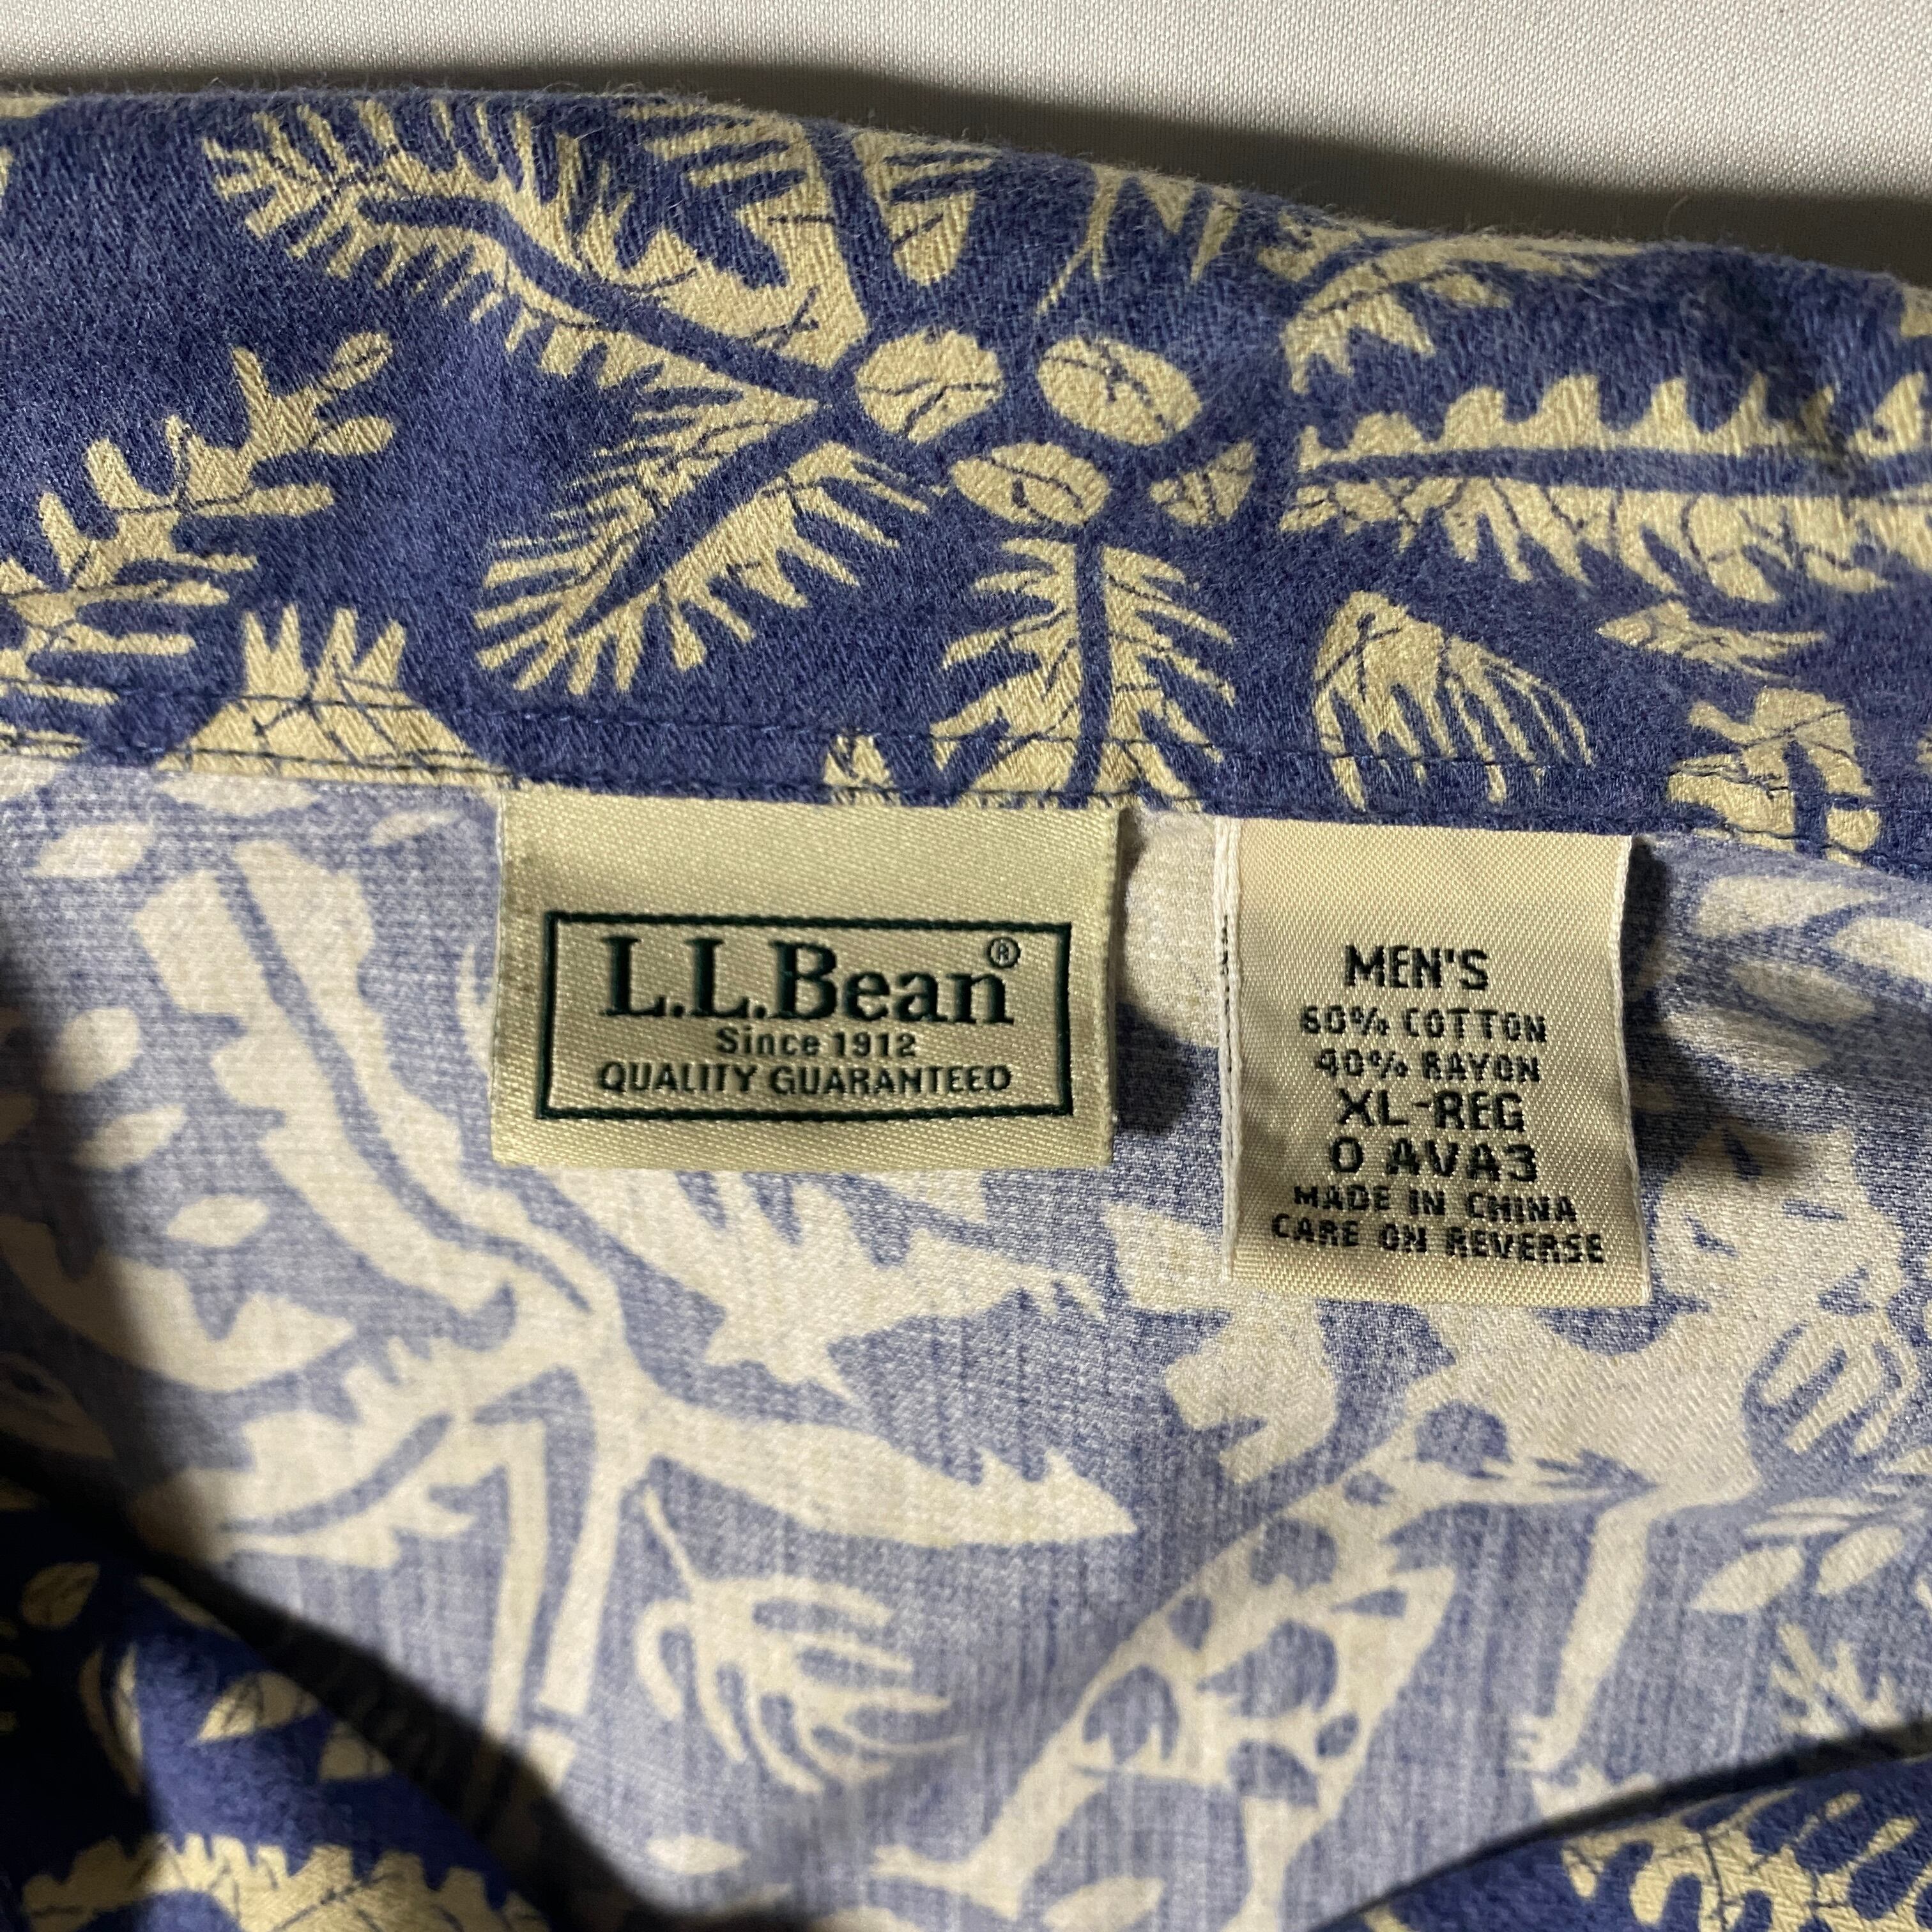 L.L.Bean®
Since 1912
QUALITY GUARANTEED
MEN'S
60% COTTON
40% RAYON
XL-REG
0 AVA3
MADE IN CHINA
CARE ON REVERSE